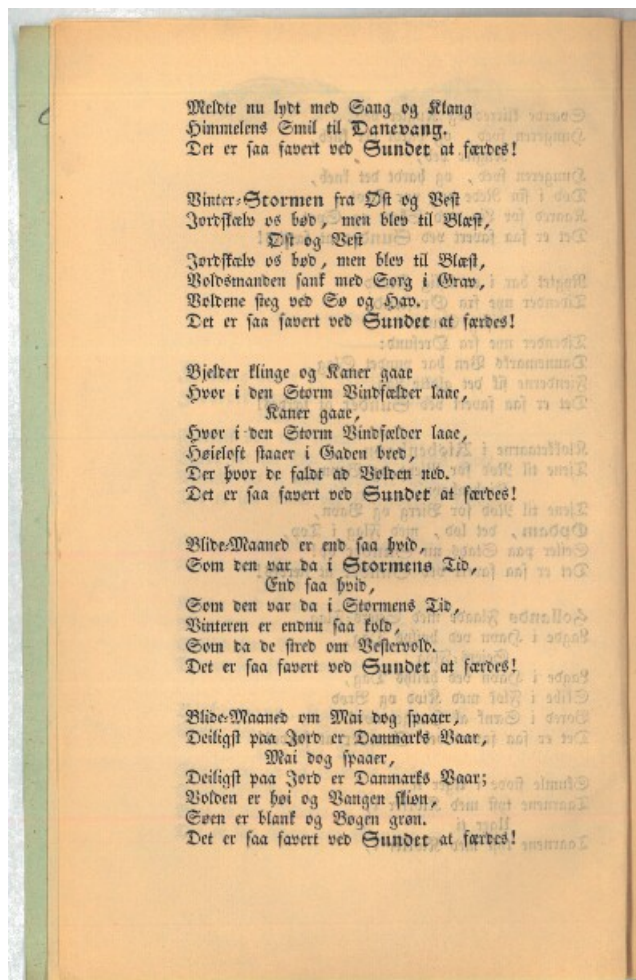 Meldte nu lydt med Sang og Klang
Himmelens Smil til Danevang.
Det er saa favert ved Sundet at færdes!
Vinter-Stormen fra Øst og Vest
Jordskælv os bød, men blev til Blæst,
Øst og Vest
Jordskælv os bød, men blev til Blæst,
Voldsmanden sank med Sorg i Grav,
Voldene steg ved Sø og Hav.
Det er saa favert ved Sundet at færdes!
Bjelder klinge og Kaner gaae
Hvor i den Storm Vindfælder laae,
Kaner gaae,
Hvor i den Storm Vindfælder laae,
Høieloft staaer i Gaden bred,
Der hvor de faldt ad Volden ned.
Det er saa favert ved Sundet at færdes!
Blide-Maaned er end saa hvid,
Som den var da i Stormens Tid,
End saa hvid,
Som den var da i Stormens Tid,
Vinteren er endnu saa kold,
Som da de stred om Vestervold.
Det er saa favert ved Sundet at færdes!
Blide-Maaned om Mai dog spaaer,
Deiligst paa Jord er Danmarks Vaar,
Mai dog spaaer,
Deiligst paa Jord er Danmarks Vaar;
Volden er høi og Vangen skiøn,
Søen er blank og Bøgen grøn.
Det er saa favert ved Sundet at færdes!